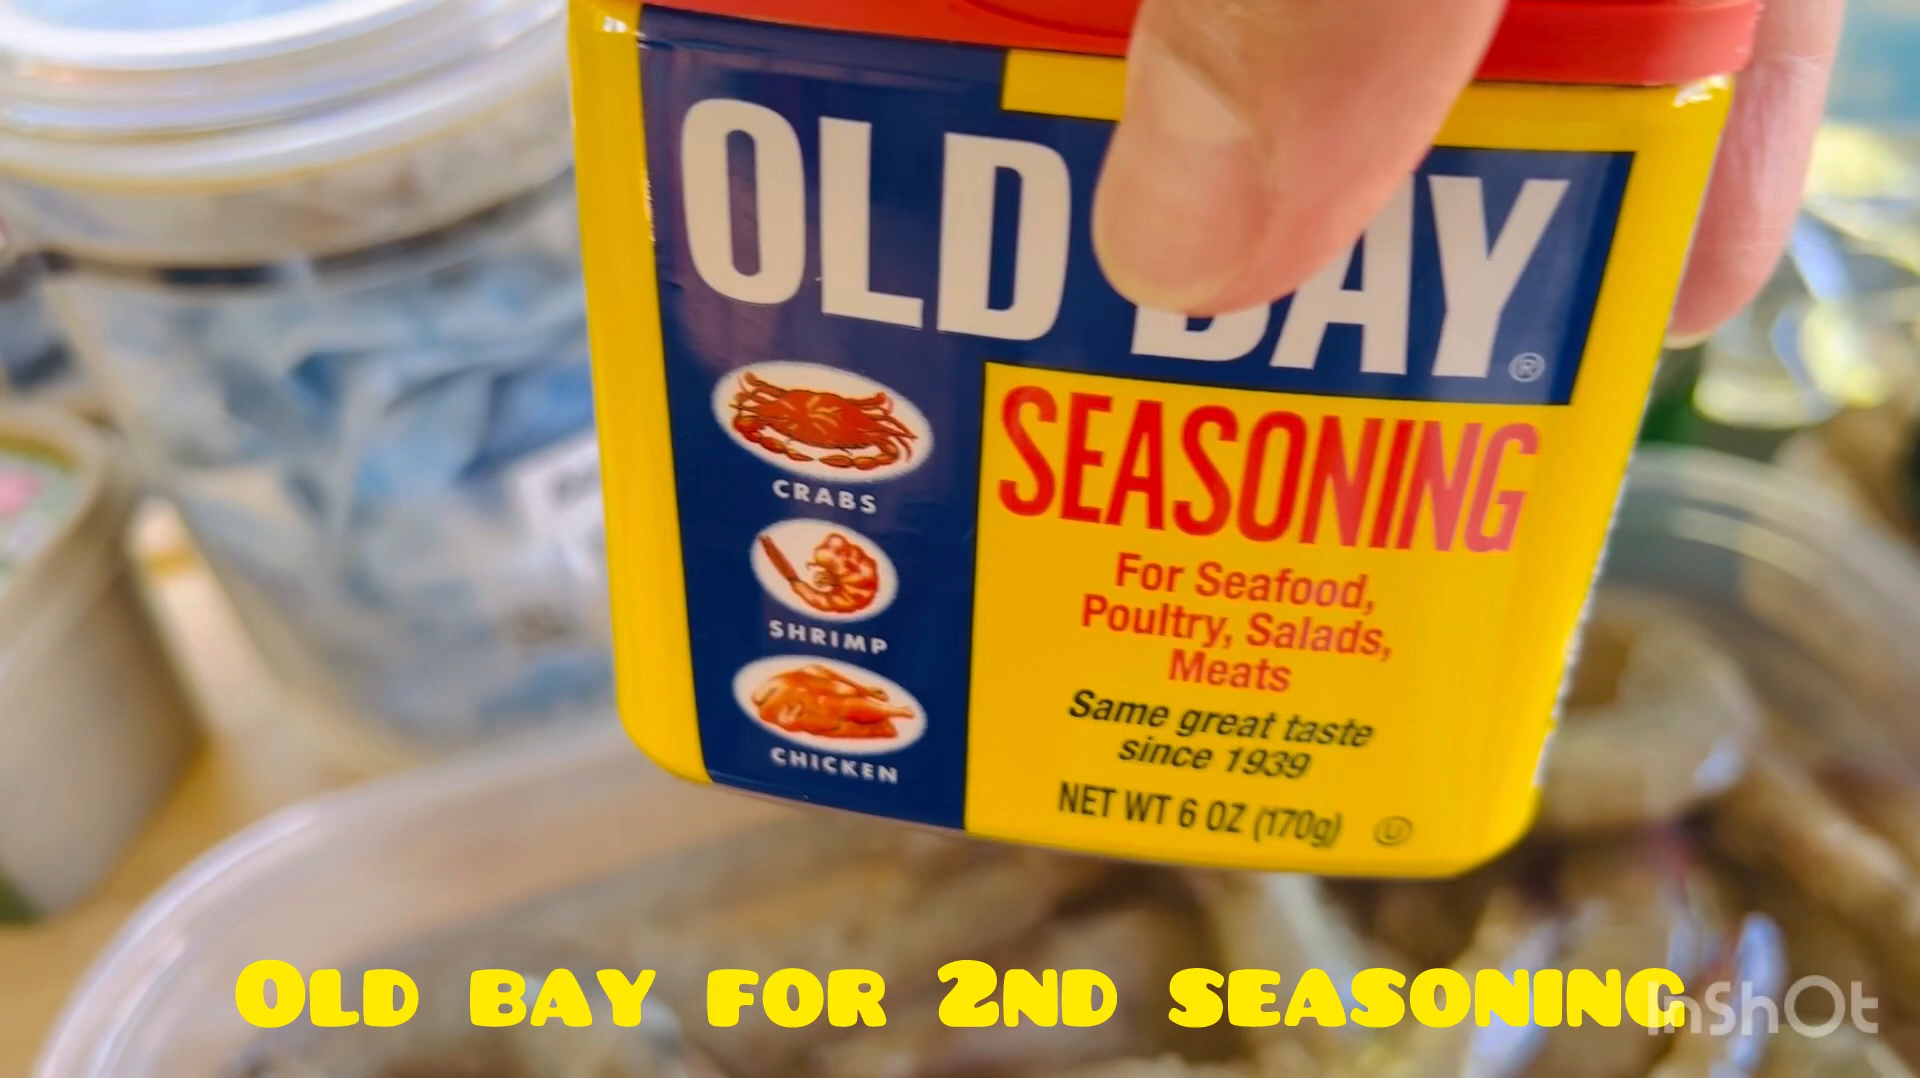 OLD BAY®
SEASONING
CRABS
SHRIMP
CHICKEN
For Seafood,
Poultry, Salads,
Meats
Same great taste
since 1939
NET WT 6 OZ (170g)
U
OLD BAY FOR 2ND SEASONING
InShOt